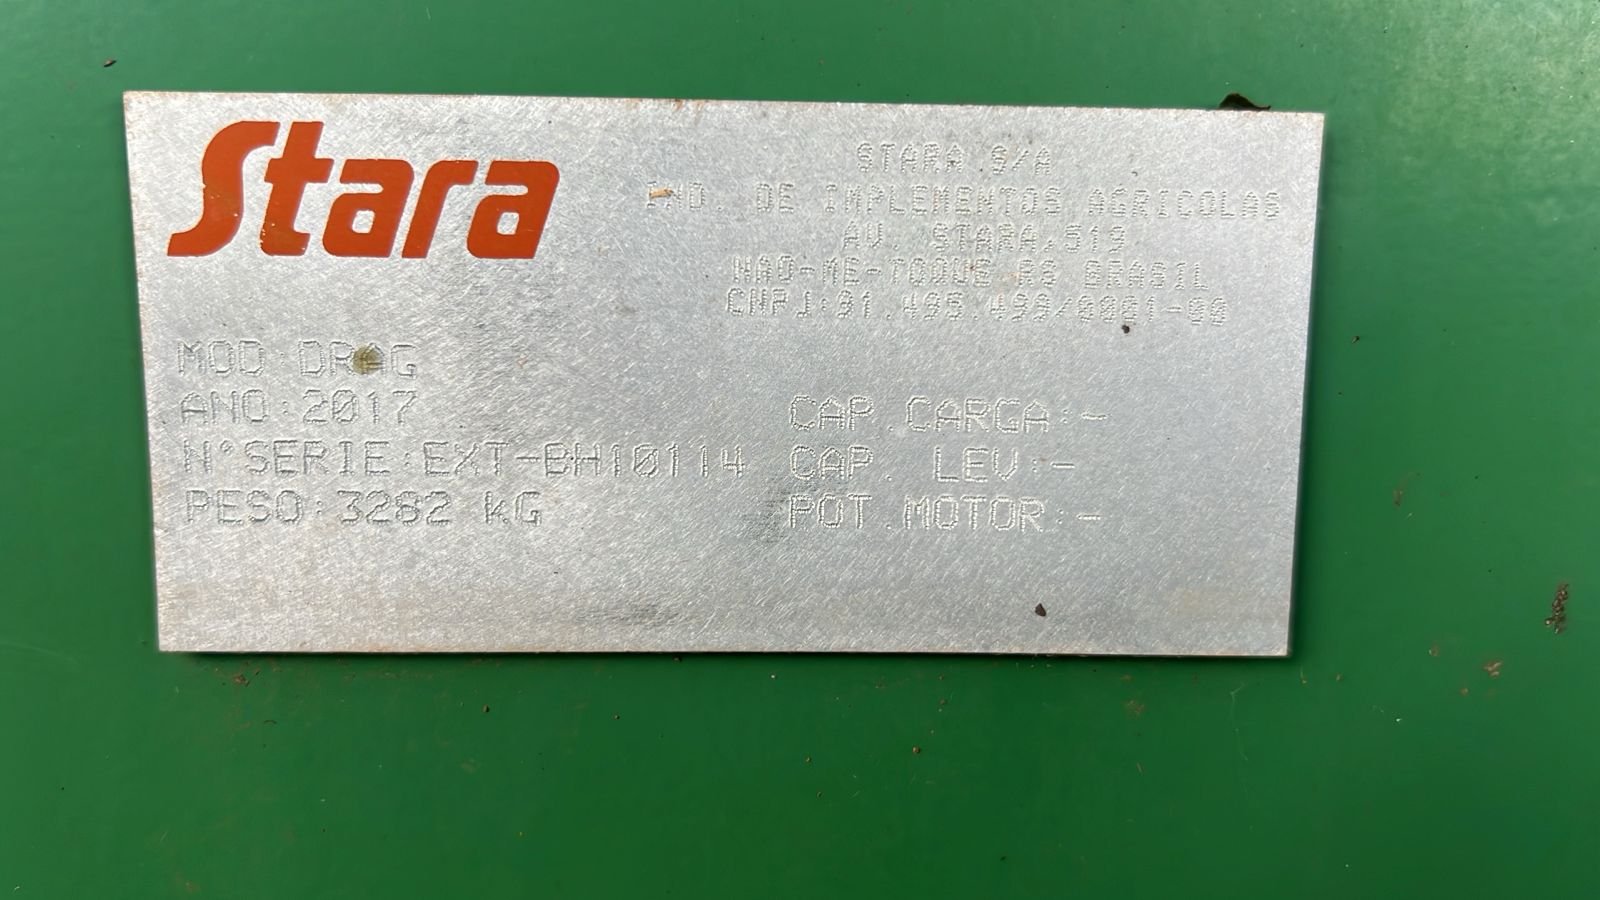 Stara
STARA S/A
IND. DE IMPLEMENTOS AGRICOLAS
AV. STARA,519
NAO-ME-TOQUE RS BRASIL
CNPJ:91.495.499/0001-00
MOD:DRAG
ANO:2017
N°SERIE:EXT-BH10114
PESO:3282 KG
CAP.CARGA:-
CAP. LEV:-
POT.MOTOR:-